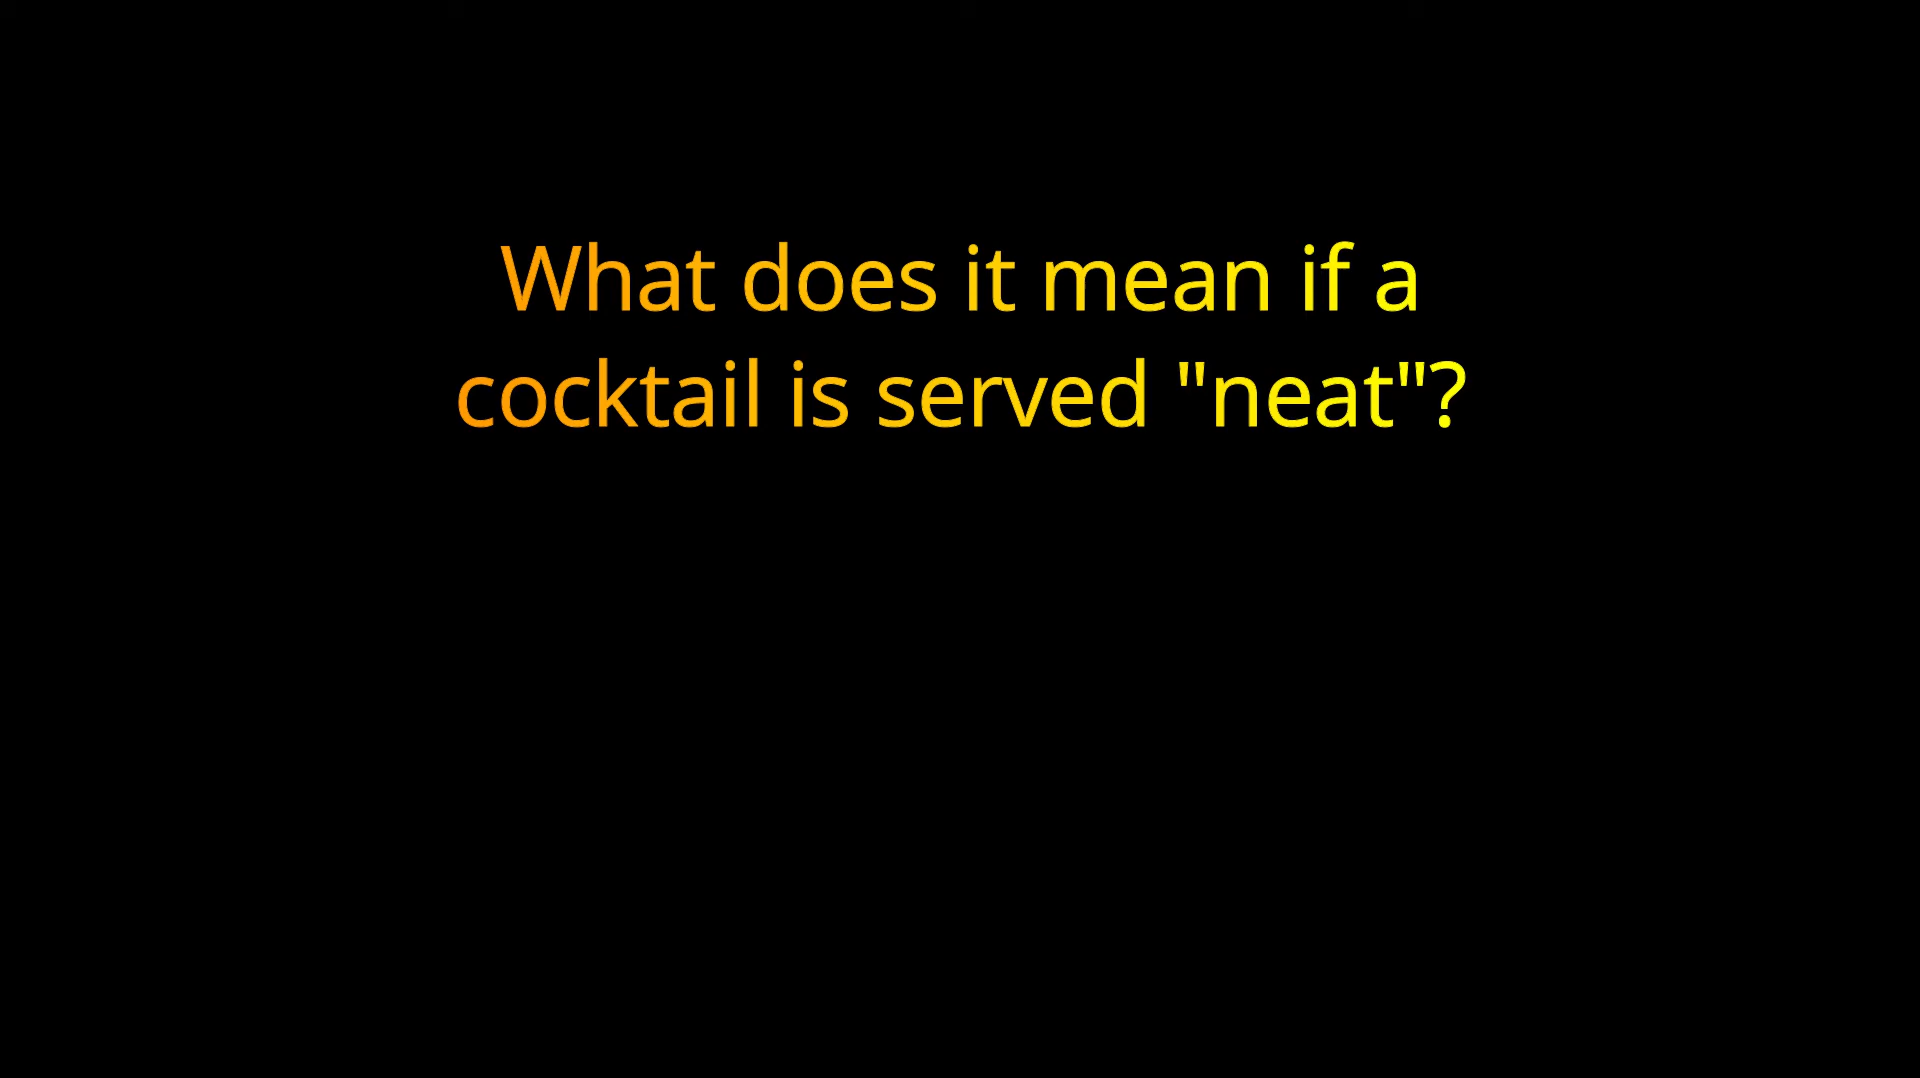 What does it mean if a
cocktail is served "neat"?